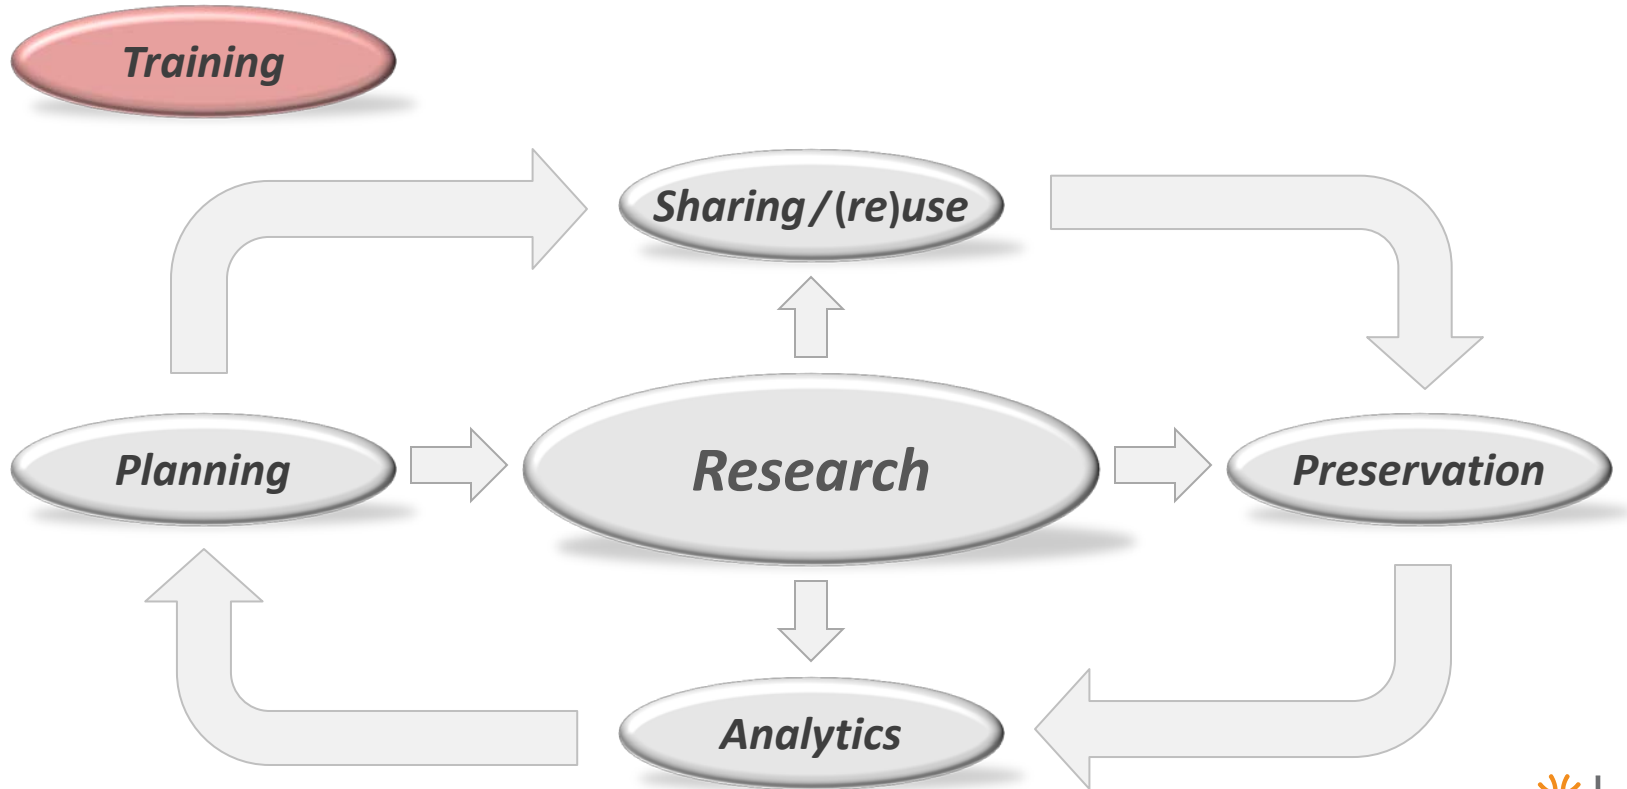 Training
Sharing/(re)use
Planning
Research
Preservation
Analytics